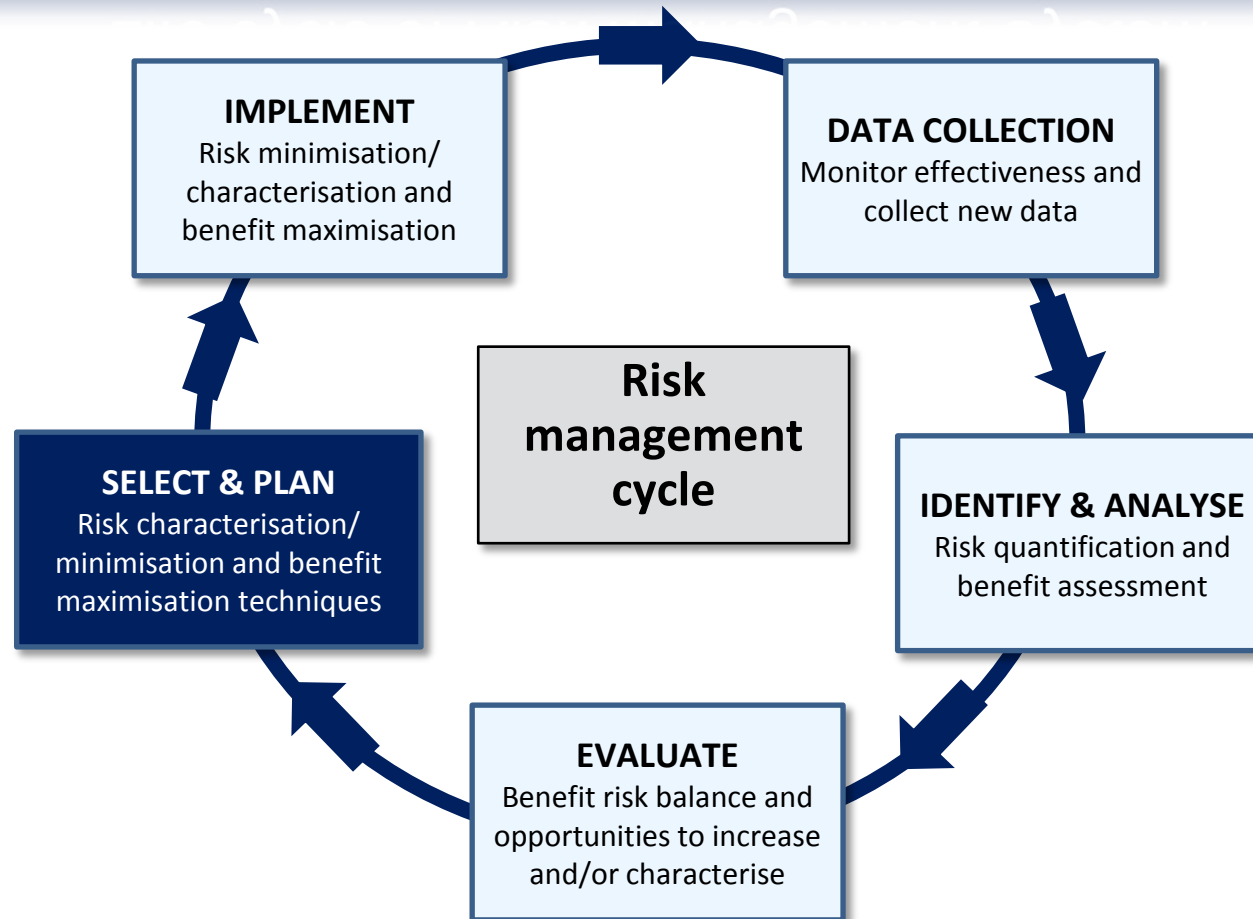 IMPLEMENT
Risk minimisation/
characterisation and
benefit maximisation
DATA COLLECTION
Monitor effectiveness and
collect new data
Risk
management
cycle
SELECT & PLAN
Risk characterisation/
minimisation and benefit
maximisation techniques
IDENTIFY & ANALYSE
Risk quantification and
benefit assessment
EVALUATE
Benefit risk balance and
opportunities to increase
and/or characterise